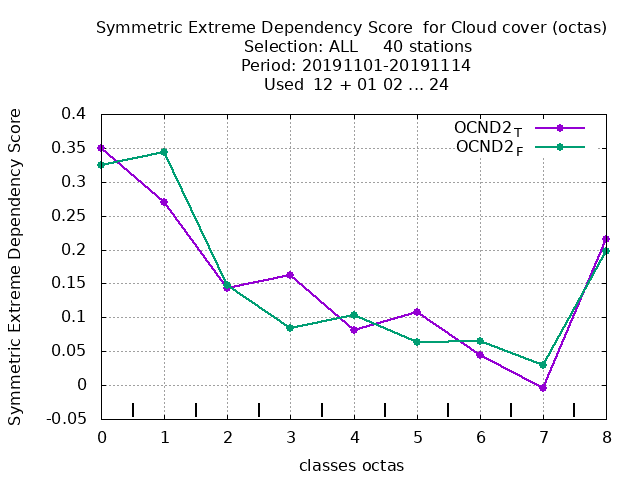 Symmetric Extreme Dependency Score  for Cloud cover (octas)
Selection: ALL     40 stations
Period: 20191101-20191114
Used  12 + 01 02 ... 24
Symmetric Extreme Dependency Score
OCND2T
OCND2F
0.4
0.35
0.3
0.25
0.2
0.15
0.1
0.05
0
-0.05
0 1 2 3 4 5 6 7 8
classes octas